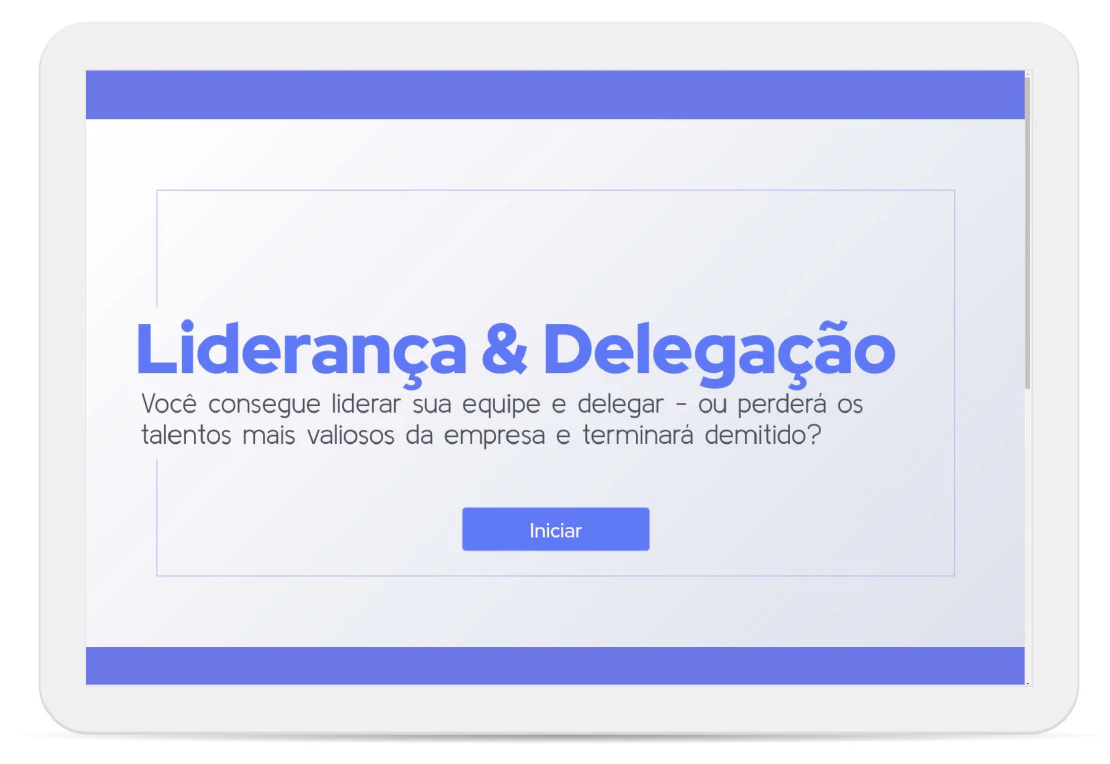 Liderança & Delegação
Você consegue liderar sua equipe e delegar - ou perderá os
talentos mais valiosos da empresa e terminará demitido?
Iniciar